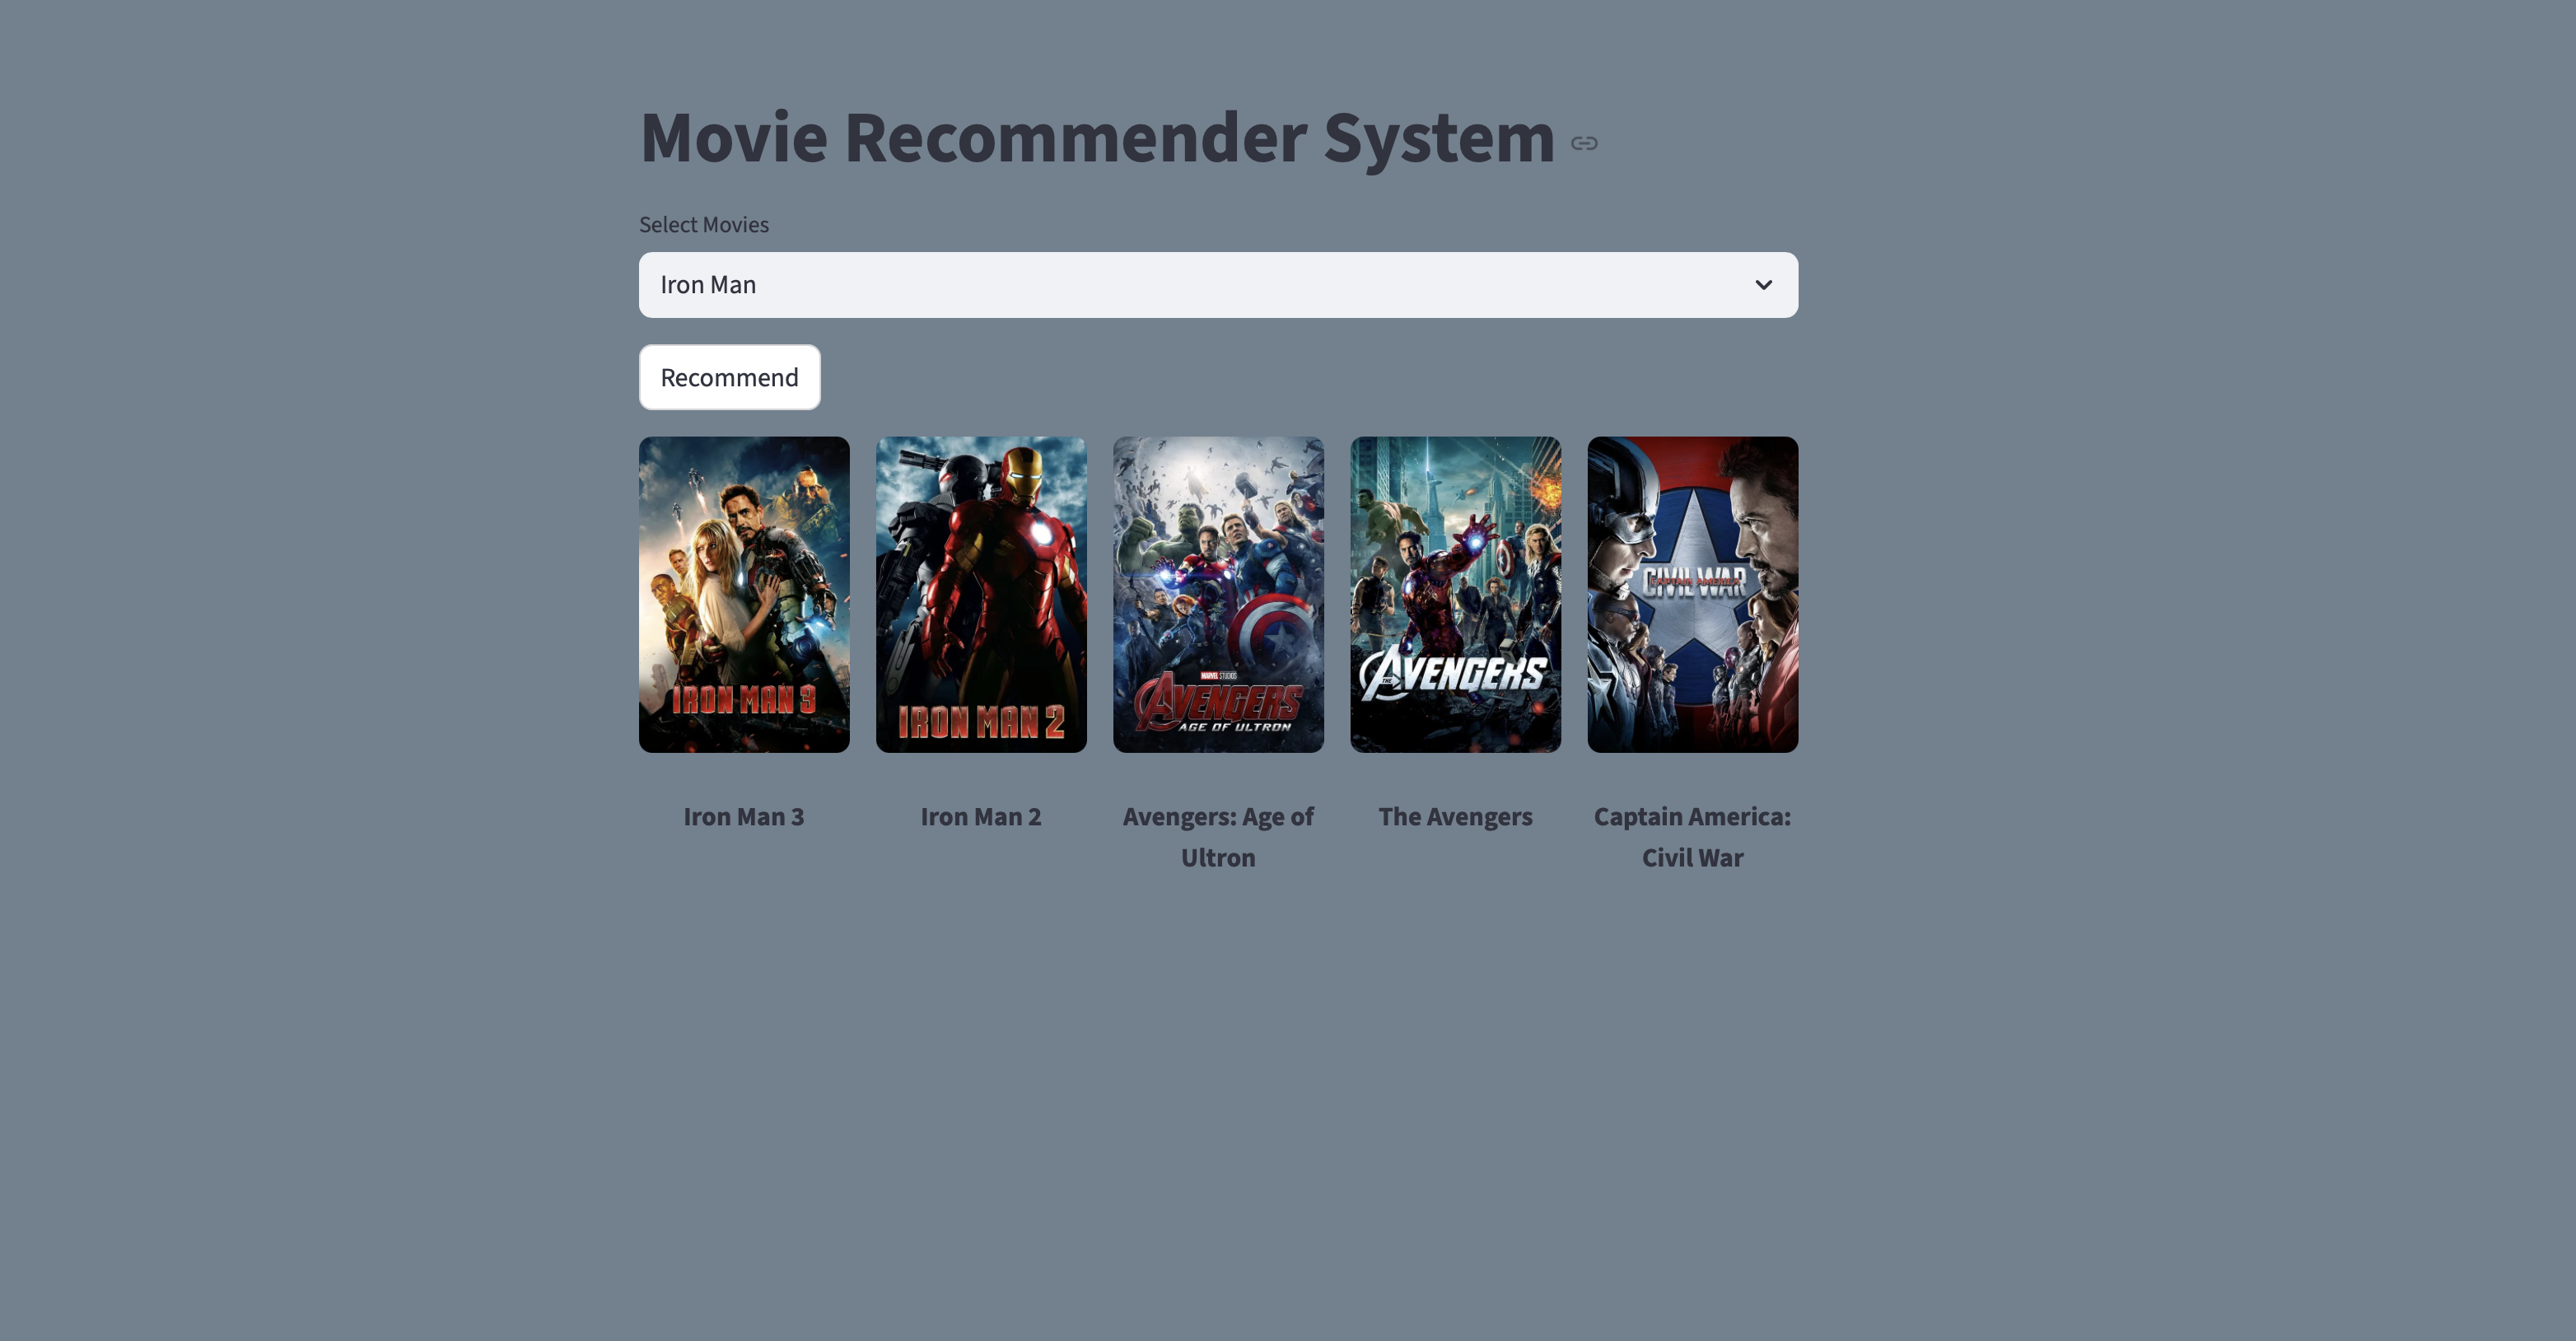 Movie Recommender System
Select Movies
Iron Man
Recommend
IRON MAN 3
IRON MAN 2
MARVEL STUDIOS
AVENGERS
AGE OF ULTRON
THE AVENGERS
CAPTAIN AMERICA
CIVIL WAR
Iron Man 3
Iron Man 2
Avengers: Age of
Ultron
The Avengers
Captain America:
Civil War